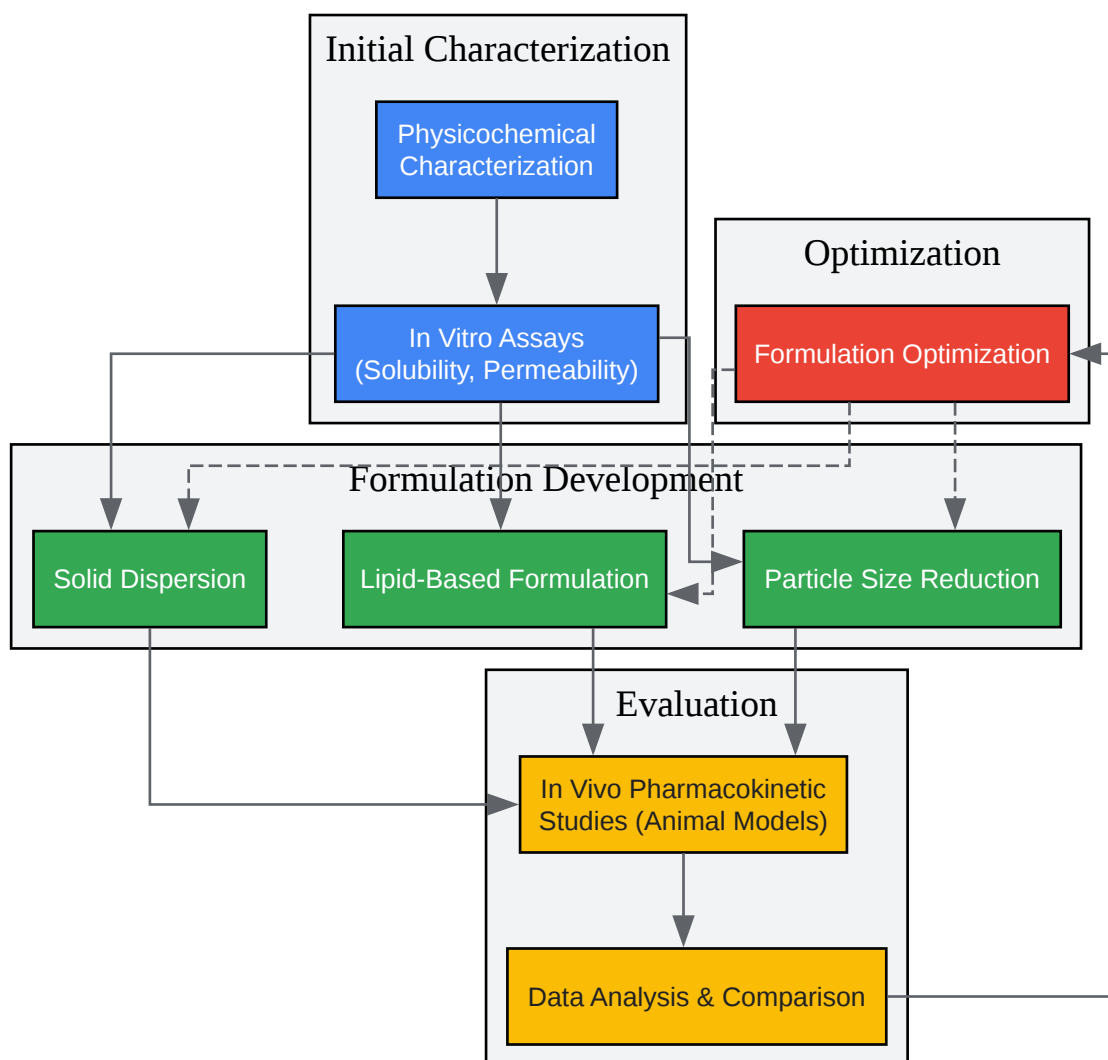 Initial Characterization
Physicochemical
Characterization
In Vitro Assays
(Solubility, Permeability)
Optimization
Formulation Optimization
Formulation Development
Solid Dispersion
Lipid-Based Formulation
Particle Size Reduction
Evaluation
In Vivo Pharmacokinetic
Studies (Animal Models)
Data Analysis & Comparison